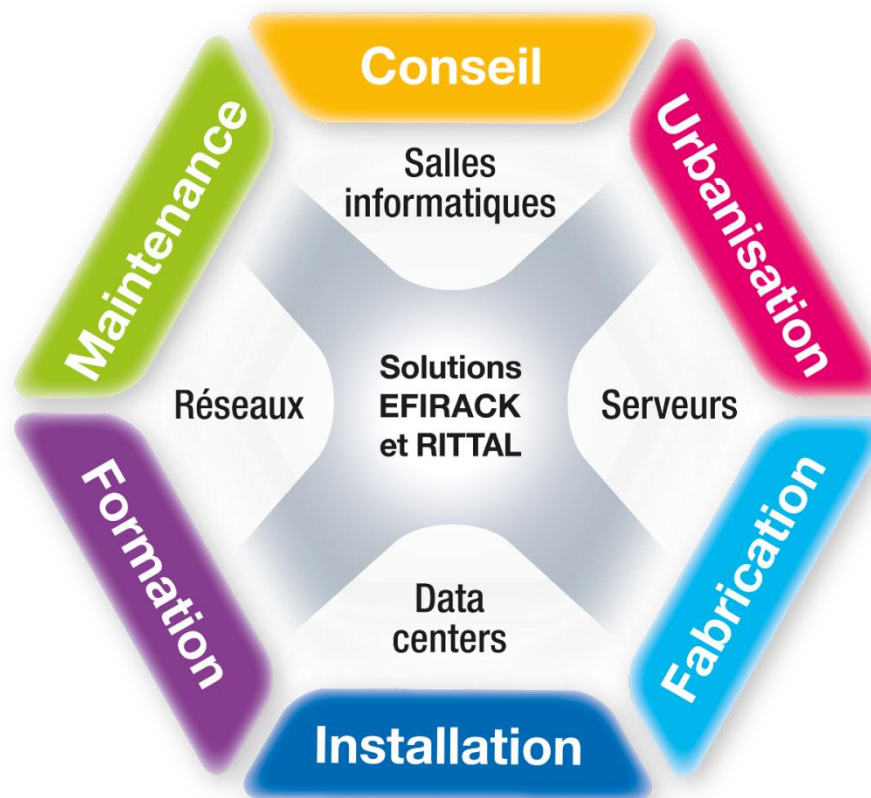 Conseil
Urbanisation
Fabrication
Installation
Formation
Maintenance
Salles
informatiques
Serveurs
Data
centers
Réseaux
Solutions
EFIRACK
et RITTAL